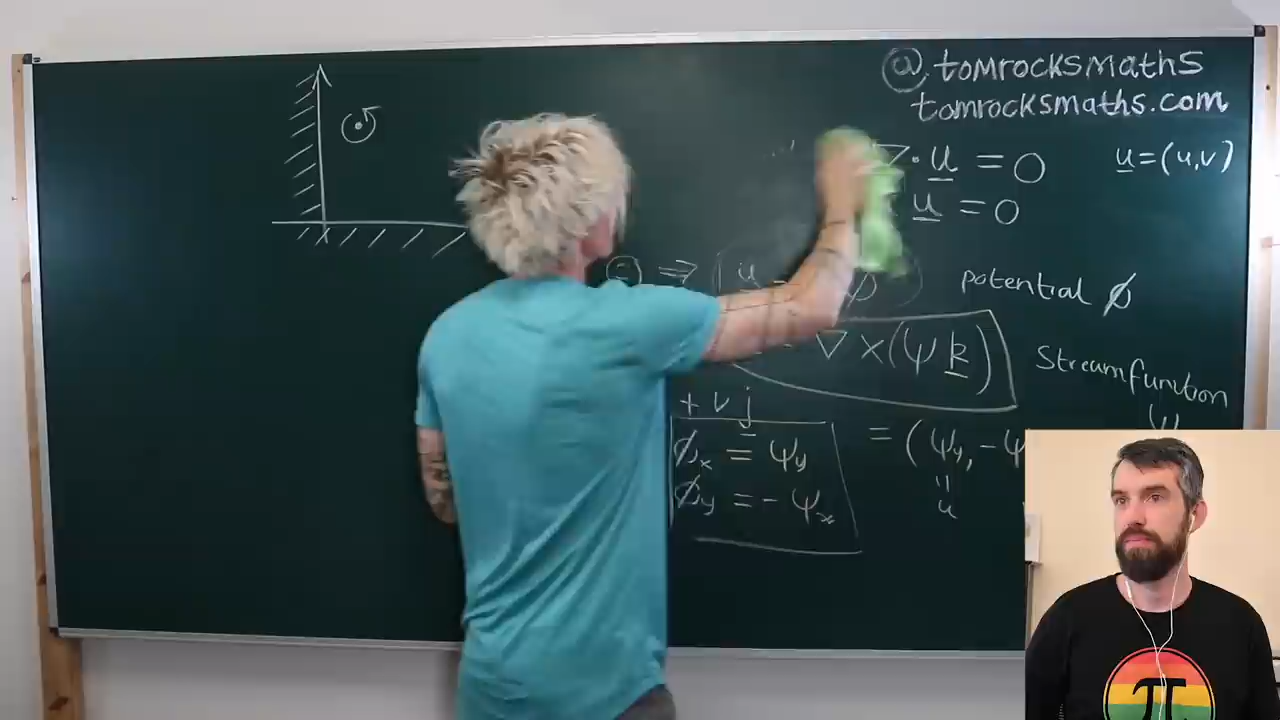 @tomrocksmaths
tomrocksmaths.com
∇·u = 0
u = (u,v)
u = 0
⇒ u
potential ϕ
∇ x (ψ k)
Streamfunction
ψ
+ v j
ϕx = ψy
ϕy = - ψx
= (ψy, -ψ
"
u
π